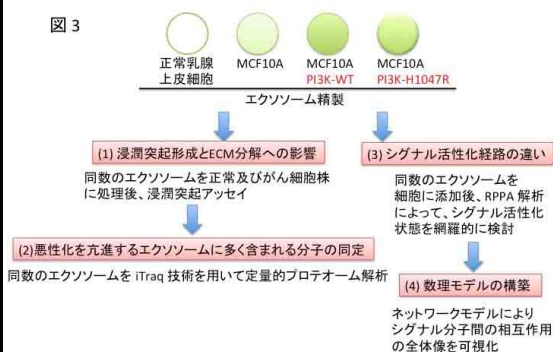 図 3
正常乳腺
上皮細胞
MCF10A
MCF10A
PI3K-WT
MCF10A
PI3K-H1047R
エクソソーム精製
(1) 浸潤突起形成とECM分解への影響
同数のエクソソームを正常及びがん細胞株
に処理後、浸潤突起アッセイ
(2)悪性化を亢進するエクソソームに多く含まれる分子の同定
同数のエクソソームを iTraq 技術を用いて定量的プロテオーム解析
(3) シグナル活性化経路の違い
同数のエクソソームを
細胞に添加後、RPPA 解析
によって、シグナル活性化
状態を網羅的に検討
(4) 数理モデルの構築
ネットワークモデルにより
シグナル分子間の相互作用
の全体像を可視化